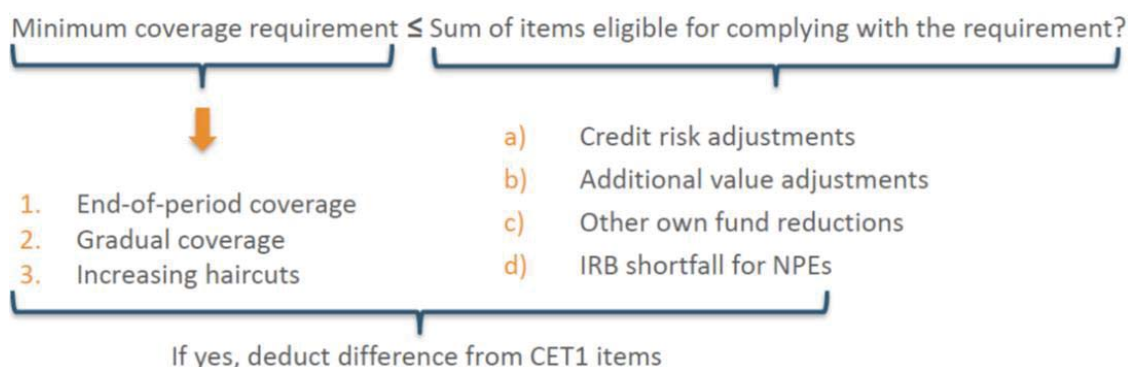 Minimum coverage requirement ≤ Sum of items eligible for complying with the requirement?
1. End-of-period coverage
2. Gradual coverage
3. Increasing haircuts
a) Credit risk adjustments
b) Additional value adjustments
c) Other own fund reductions
d) IRB shortfall for NPEs
If yes, deduct difference from CET1 items